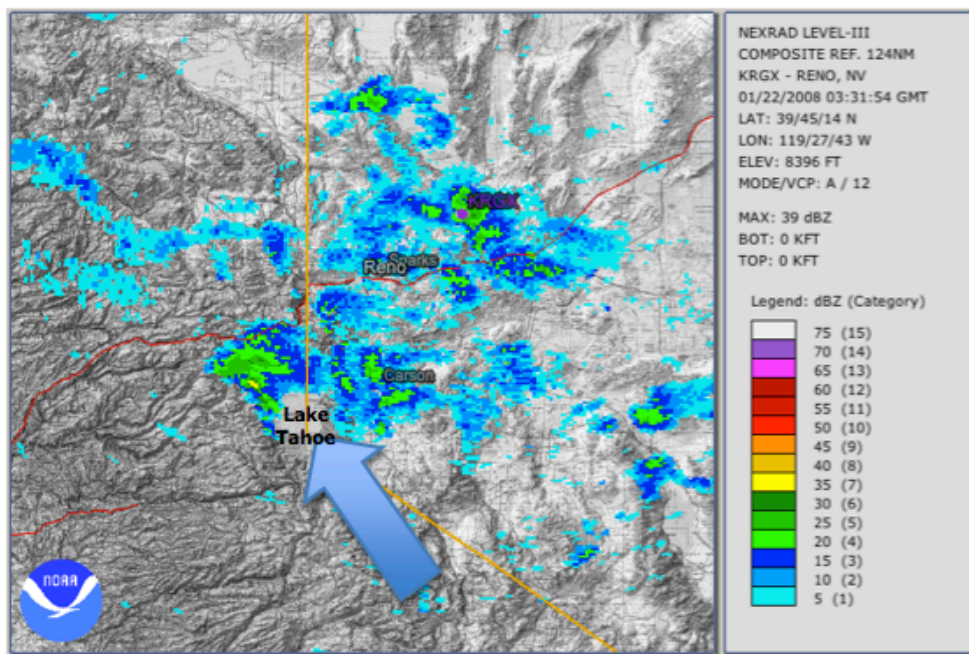 KRGX
Sparks
Reno
Carson
Lake
Tahoe
NOAA
NEXRAD LEVEL-III
COMPOSITE REF. 124NM
KRGX - RENO, NV
01/22/2008 03:31:54 GMT
LAT: 39/45/14 N
LON: 119/27/43 W
ELEV: 8396 FT
MODE/VCP: A / 12
MAX: 39 dBZ
BOT: 0 KFT
TOP: 0 KFT
Legend: dBZ (Category)
75 (15)
70 (14)
65 (13)
60 (12)
55 (11)
50 (10)
45 (9)
40 (8)
35 (7)
30 (6)
25 (5)
20 (4)
15 (3)
10 (2)
5 (1)